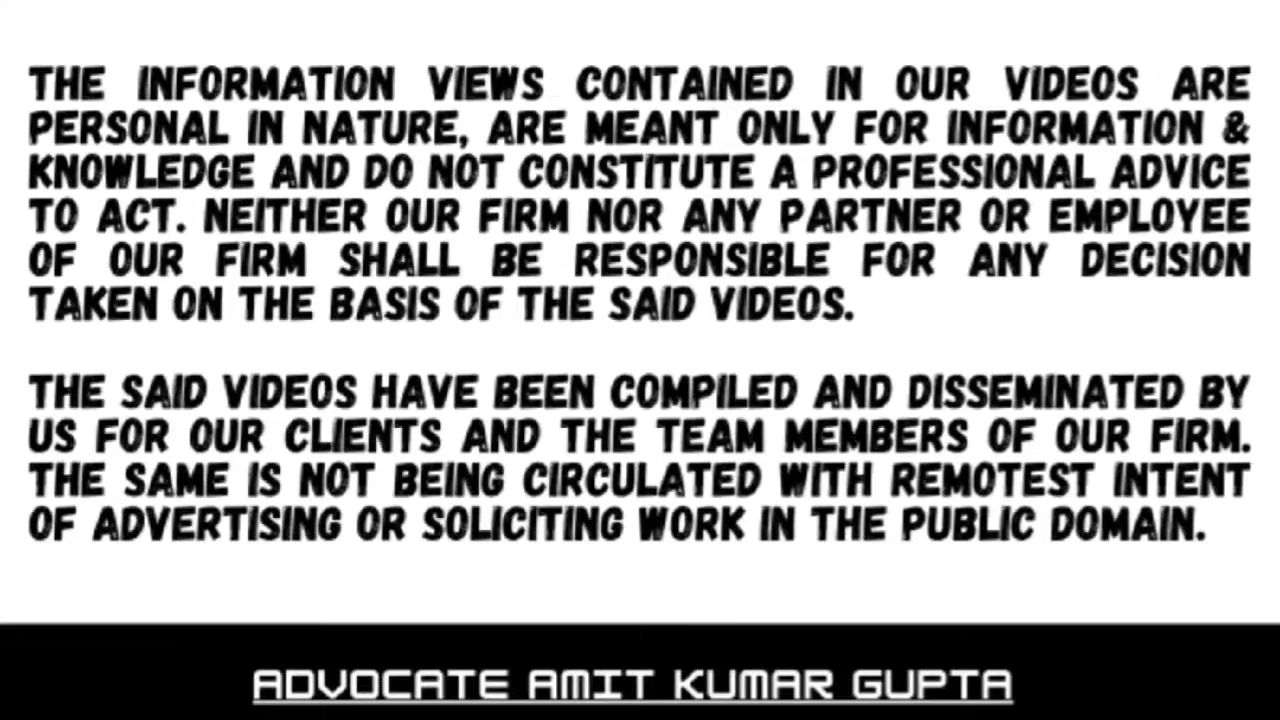 THE INFORMATION VIEWS CONTAINED IN OUR VIDEOS ARE
PERSONAL IN NATURE, ARE MEANT ONLY FOR INFORMATION &
KNOWLEDGE AND DO NOT CONSTITUTE A PROFESSIONAL ADVICE
TO ACT. NEITHER OUR FIRM NOR ANY PARTNER OR EMPLOYEE
OF OUR FIRM SHALL BE RESPONSIBLE FOR ANY DECISION
TAKEN ON THE BASIS OF THE SAID VIDEOS.
THE SAID VIDEOS HAVE BEEN COMPILED AND DISSEMINATED BY
US FOR OUR CLIENTS AND THE TEAM MEMBERS OF OUR FIRM.
THE SAME IS NOT BEING CIRCULATED WITH REMOTEST INTENT
OF ADVERTISING OR SOLICITING WORK IN THE PUBLIC DOMAIN.
ADVOCATE AMIT KUMAR GUPTA